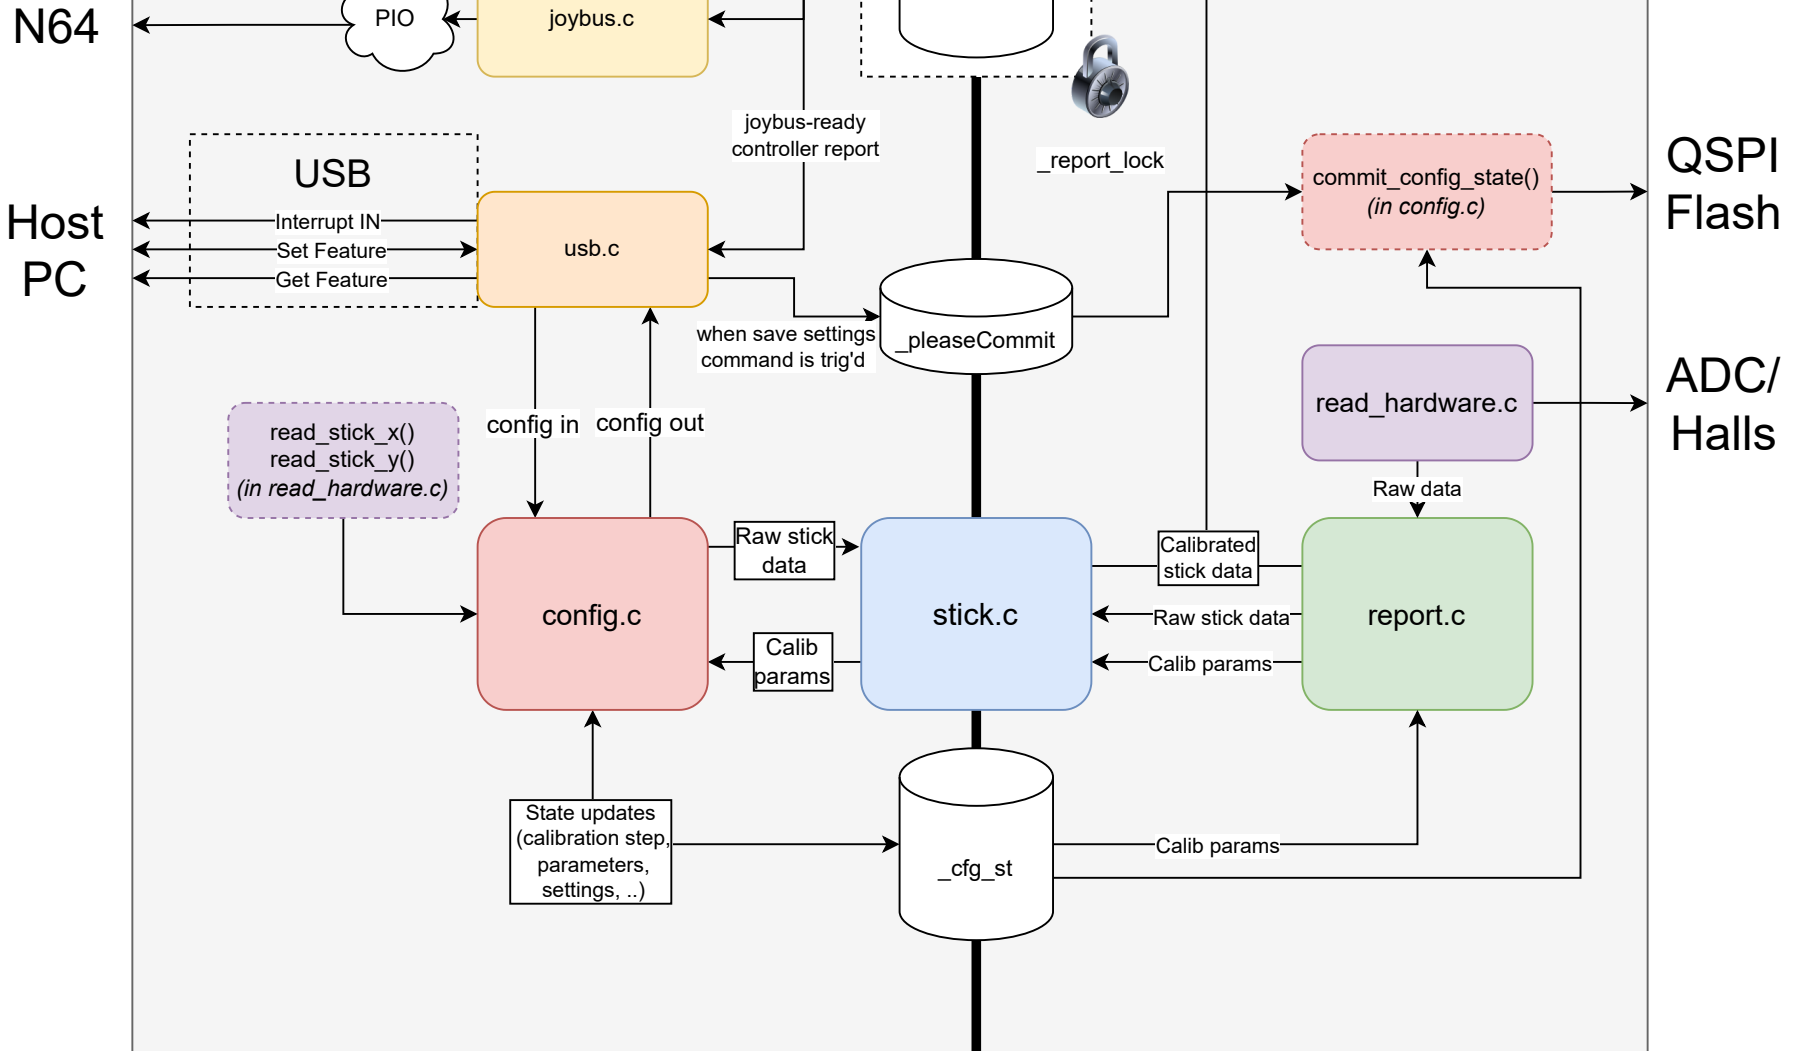 N64
PIO
joybus.c
joybus-ready
controller report
_report_lock
USB
Host
PC
Interrupt IN
Set Feature
Get Feature
usb.c
commit_config_state()
(in config.c)
QSPI
Flash
when save settings
command is trig'd
_pleaseCommit
read_hardware.c
ADC/
Halls
config in
config out
read_stick_x()
read_stick_y()
(in read_hardware.c)
Raw data
Raw stick
data
Calibrated
stick data
config.c
stick.c
Raw stick data
report.c
Calib
params
Calib params
State updates
(calibration step,
parameters,
settings, ..)
_cfg_st
Calib params